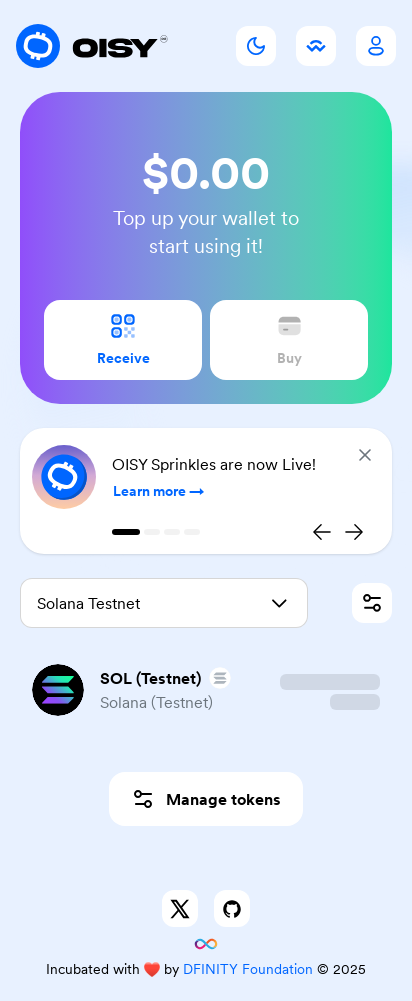 OISY
$0.00
Top up your wallet to
start using it!
Receive
Buy
OISY Sprinkles are now Live!
Learn more
Solana Testnet
SOL (Testnet)
Solana (Testnet)
Manage tokens
Incubated with ❤️ by DFINITY Foundation © 2025